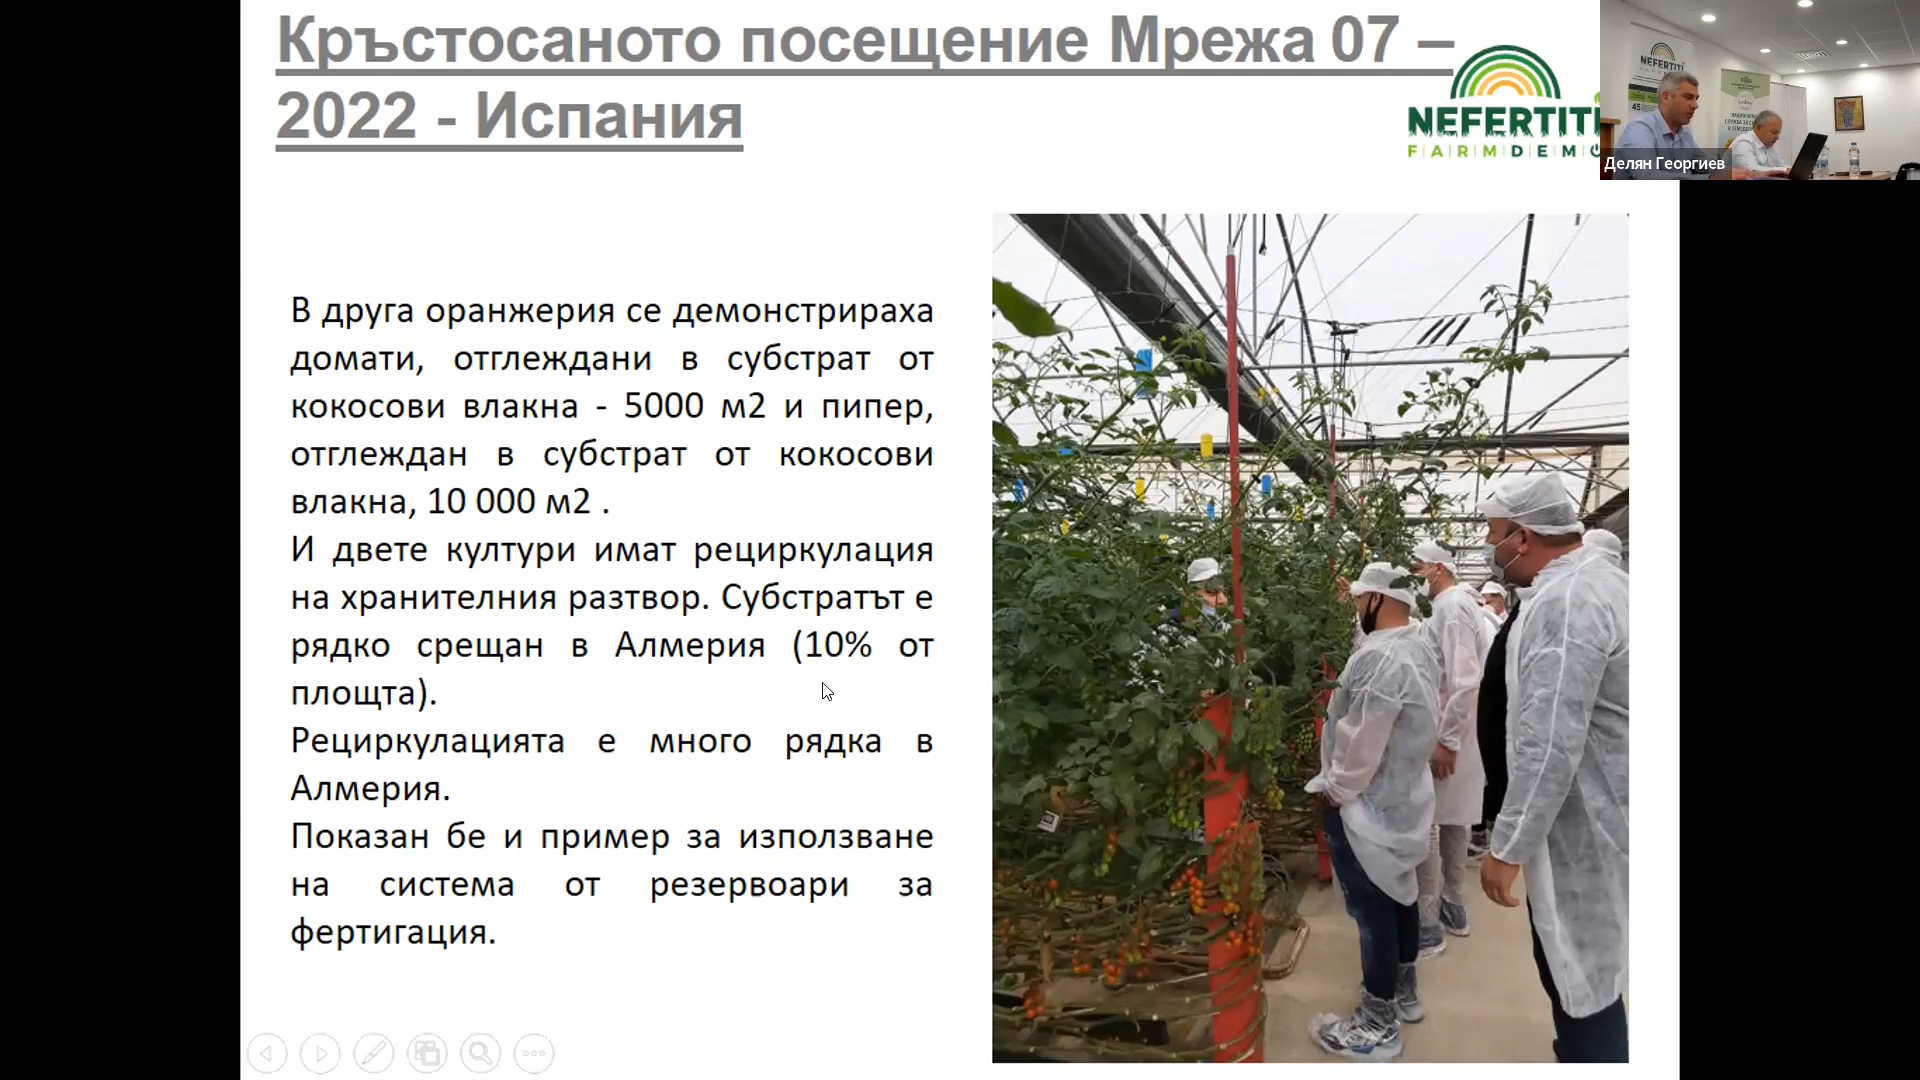 Кръстосаното посещение Мрежа 07 –
2022 - Испания
NEFERTITI
FARMDEMO
NEFERTITI
45
Делян Георгиев
В друга оранжерия се демонстрираха
домати, отглеждани в субстрат от
кокосови влакна - 5000 м2 и пипер,
отглеждан в субстрат от кокосови
влакна, 10 000 м2 .
И двете култури имат рециркулация
на хранителния разтвор. Субстратът е
рядко срещан в Алмерия (10% от
площта).
Рециркулацията е много рядка в
Алмерия.
Показан бе и пример за използване
на система от резервоари за
фертигация.